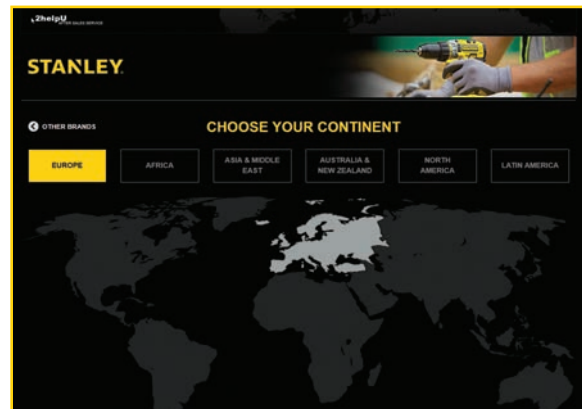 2helpU
AFTER SALES SERVICE
STANLEY.
OTHER BRANDS
CHOOSE YOUR CONTINENT
EUROPE
AFRICA
ASIA & MIDDLE
EAST
AUSTRALIA &
NEW ZEALAND
NORTH
AMERICA
LATIN AMERICA